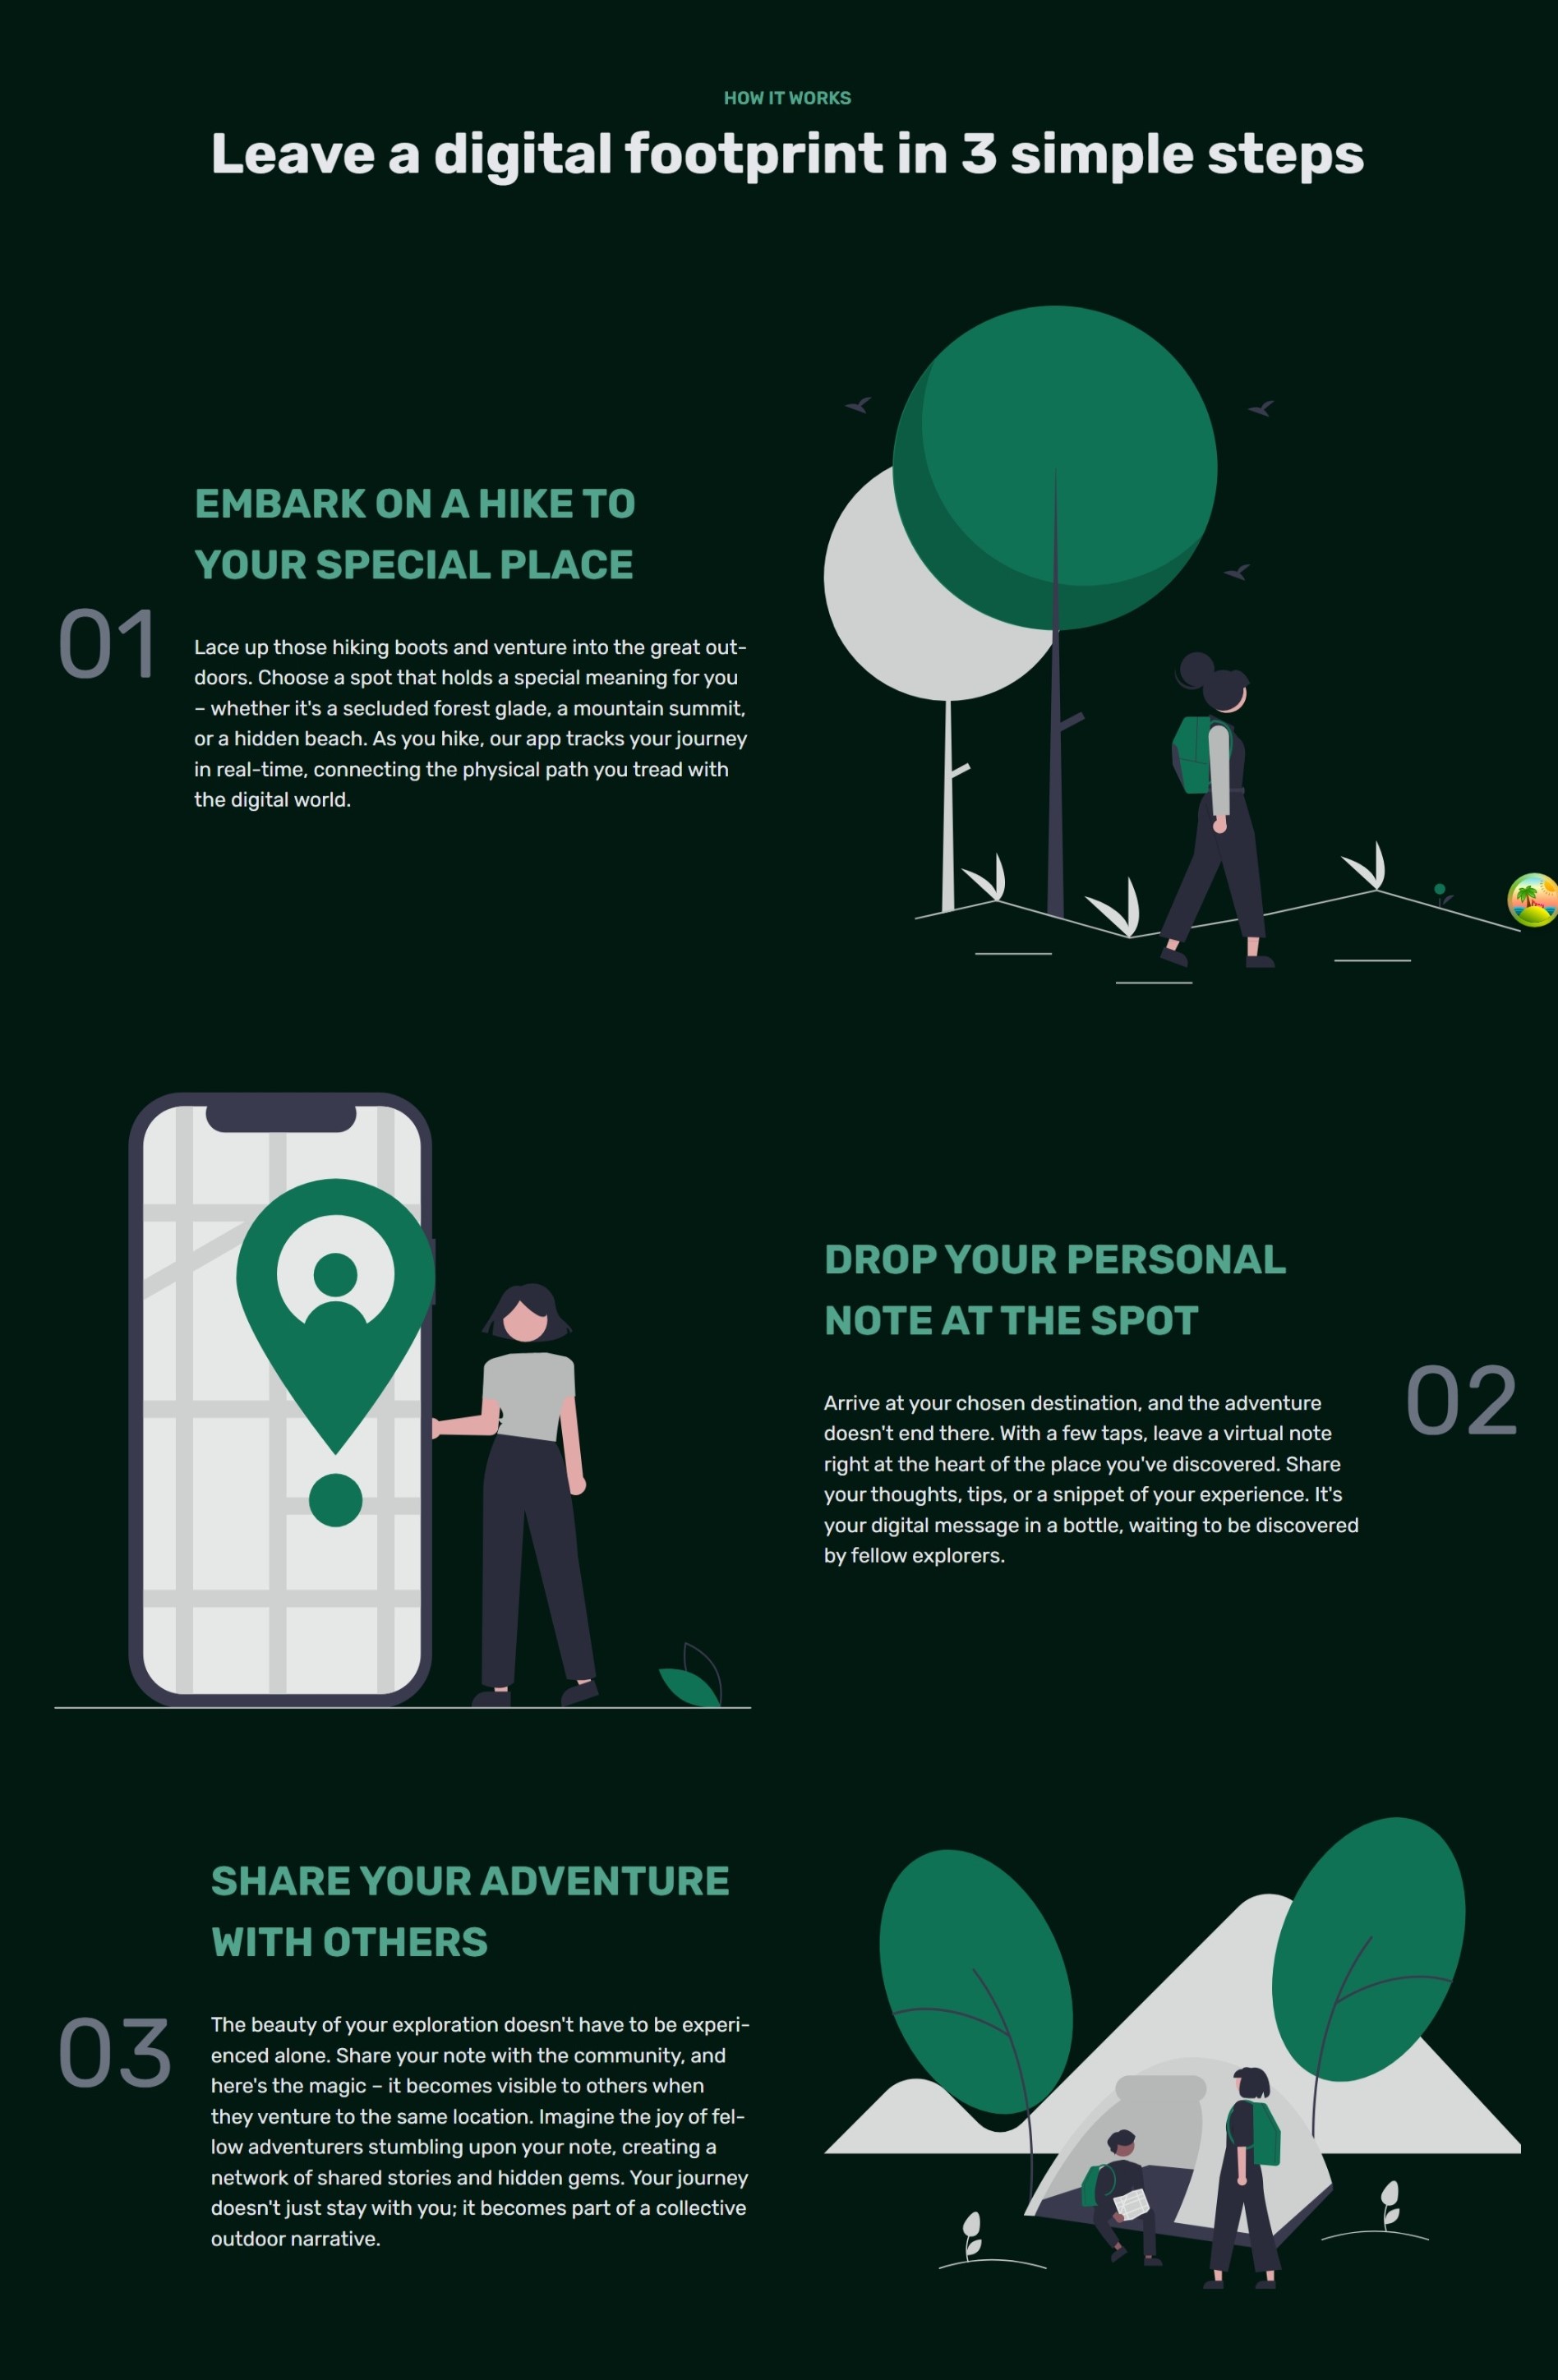 HOW IT WORKS
Leave a digital footprint in 3 simple steps
EMBARK ON A HIKE TO
YOUR SPECIAL PLACE
01
Lace up those hiking boots and venture into the great out-
doors. Choose a spot that holds a special meaning for you
– whether it's a secluded forest glade, a mountain summit,
or a hidden beach. As you hike, our app tracks your journey
in real-time, connecting the physical path you tread with
the digital world.
DROP YOUR PERSONAL
NOTE AT THE SPOT
02
Arrive at your chosen destination, and the adventure
doesn't end there. With a few taps, leave a virtual note
right at the heart of the place you've discovered. Share
your thoughts, tips, or a snippet of your experience. It's
your digital message in a bottle, waiting to be discovered
by fellow explorers.
SHARE YOUR ADVENTURE
WITH OTHERS
03
The beauty of your exploration doesn't have to be experi-
enced alone. Share your note with the community, and
here's the magic – it becomes visible to others when
they venture to the same location. Imagine the joy of fel-
low adventurers stumbling upon your note, creating a
network of shared stories and hidden gems. Your journey
doesn't just stay with you; it becomes part of a collective
outdoor narrative.